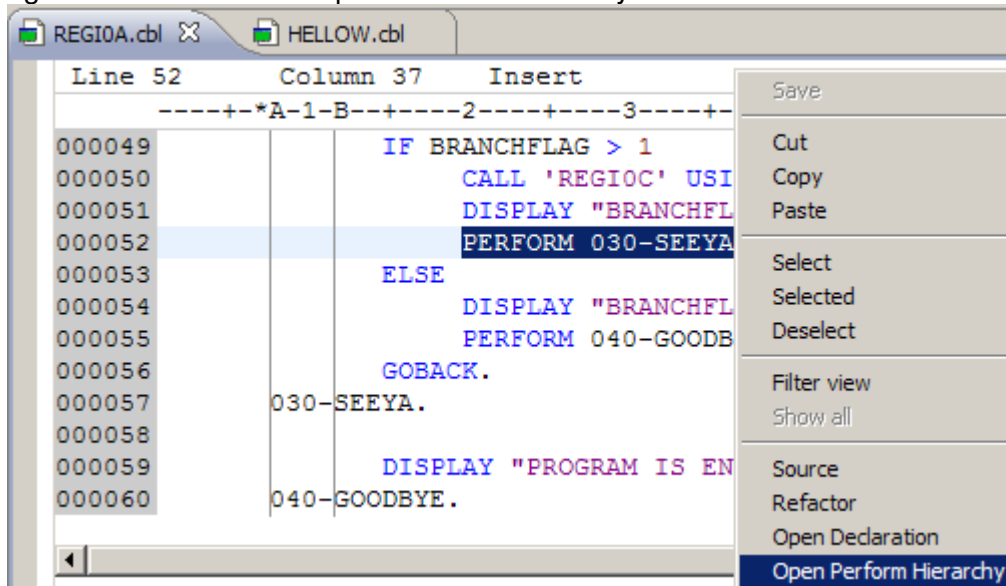 REGI0A.cbl HELLOW.cbl
Line 52 Column 37 Insert
----+-*A-1-B--+----2----+----3----+-
000049 IF BRANCHFLAG > 1
000050 CALL 'REGI0C' USI
000051 DISPLAY "BRANCHFL
000052 PERFORM 030-SEEYA
000053 ELSE
000054 DISPLAY "BRANCHFL
000055 PERFORM 040-GOODB
000056 GOBACK.
000057 030-SEEYA.
000058
000059 DISPLAY "PROGRAM IS EN
000060 040-GOODBYE.
Save
Cut
Copy
Paste
Select
Selected
Deselect
Filter view
Show all
Source
Refactor
Open Declaration
Open Perform Hierarchy